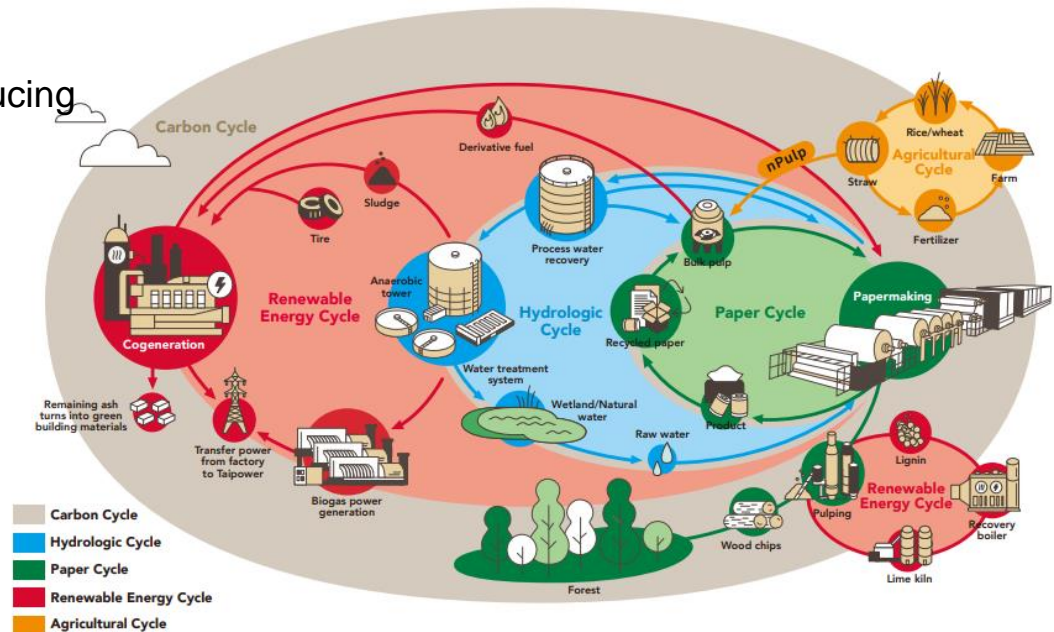 ucing
Carbon Cycle
Derivative fuel
Sludge
Tire
Cogeneration
Renewable
Energy Cycle
Remaining ash
turns into green
building materials
Transfer power
from factory
to Taipower
Biogas power
generation
Anaerobic
tower
Process water
recovery
Hydrologic
Cycle
Water treatment
system
Wetland/Natural
water
Raw water
Bulk pulp
Recycled paper
Paper Cycle
Product
Papermaking
nPulp
Rice/wheat
Agricultural
Cycle
Straw
Farm
Fertilizer
Lignin
Renewable
Energy Cycle
Pulping
Recovery
boiler
Lime kiln
Wood chips
Forest
Carbon Cycle
Hydrologic Cycle
Paper Cycle
Renewable Energy Cycle
Agricultural Cycle